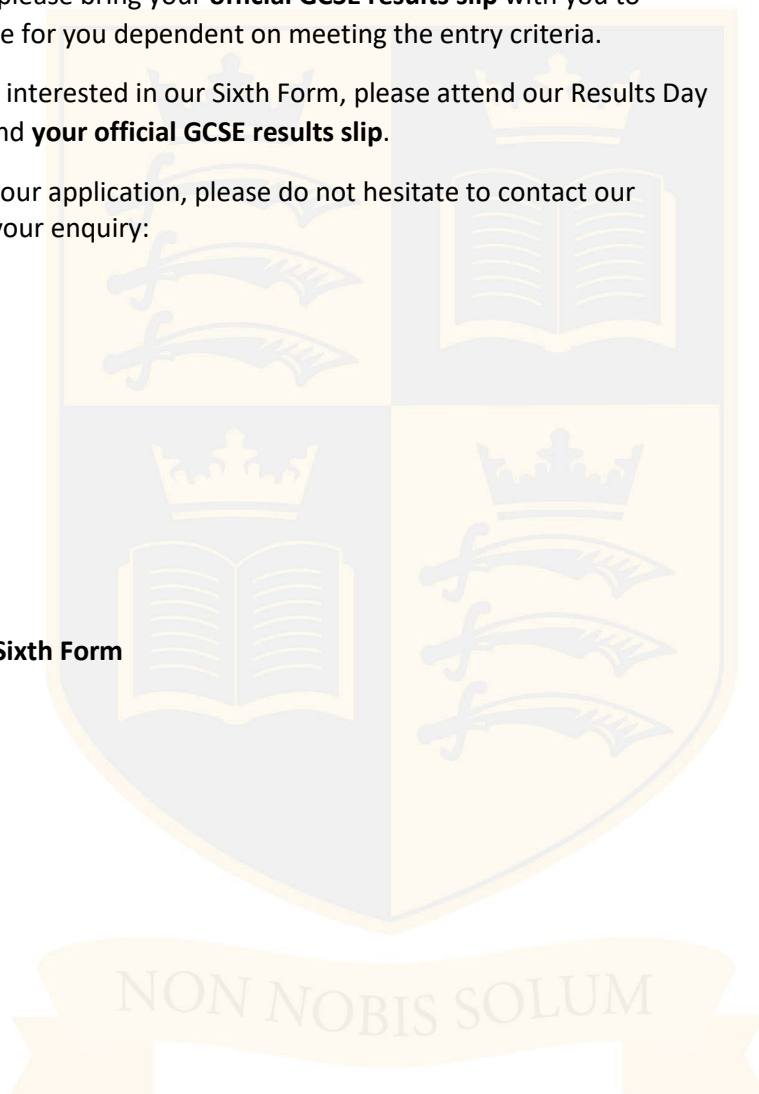 please bring your official GCSE results slip with you to
e for you dependent on meeting the entry criteria.
interested in our Sixth Form, please attend our Results Day
nd your official GCSE results slip.
our application, please do not hesitate to contact our
your enquiry:
Sixth Form
NON NOBIS SOLUM